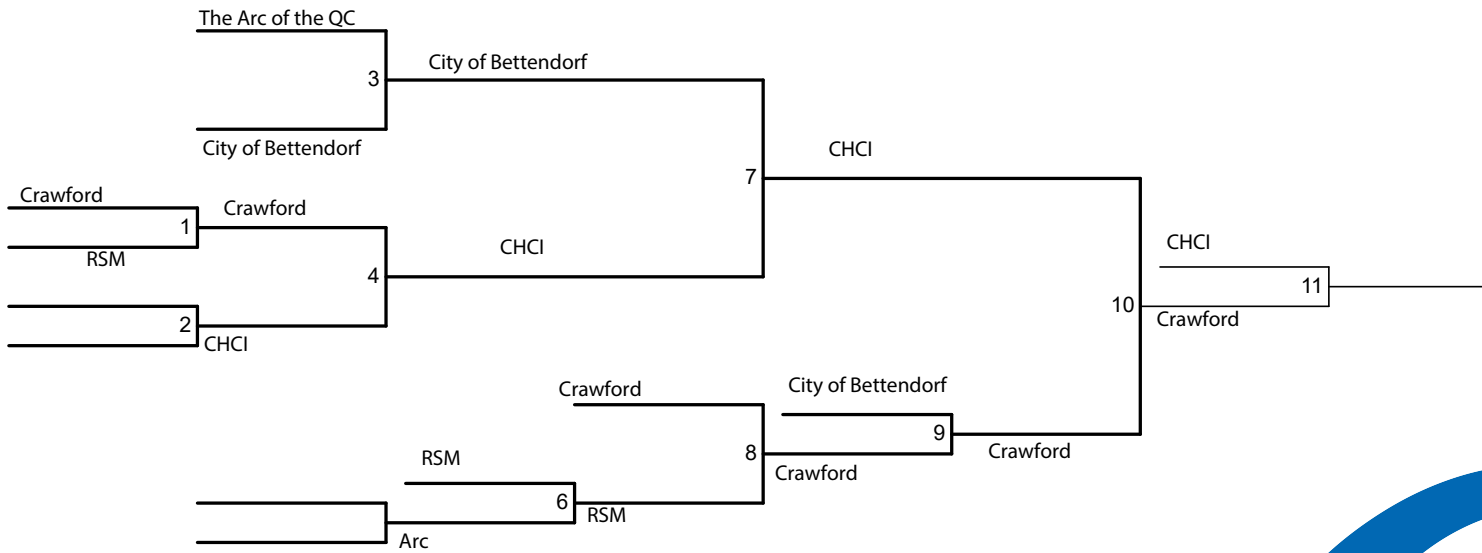 The Arc of the QC
City of Bettendorf
3
City of Bettendorf
CHCI
7
Crawford
Crawford
1
RSM
CHCI
CHCI
4
11
10
Crawford
2
CHCI
Crawford
City of Bettendorf
9
8
Crawford
RSM
Crawford
6
RSM
Arc